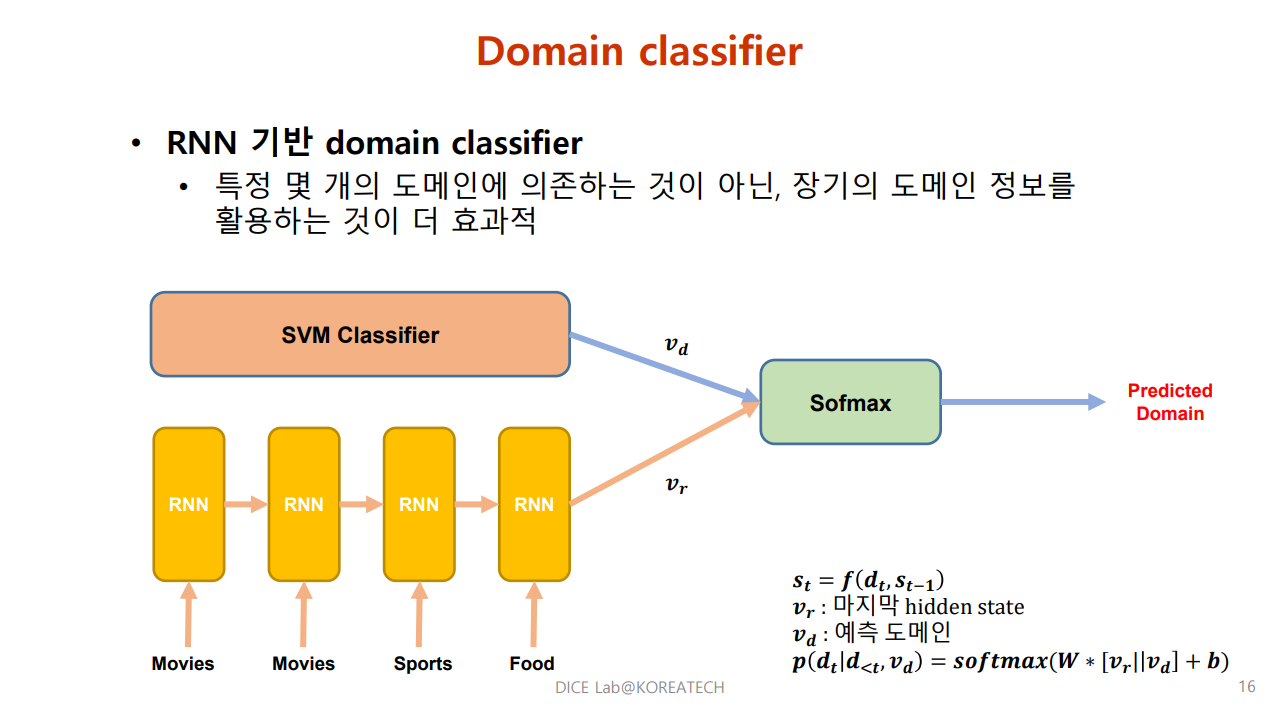 Domain classifier
• RNN 기반 domain classifier
• 특정 몇 개의 도메인에 의존하는 것이 아닌, 장기의 도메인 정보를
활용하는 것이 더 효과적
SVM Classifier
v_d
Sofmax
Predicted
Domain
RNN RNN RNN RNN
v_r
Movies Movies Sports Food
s_t = f(d_t, s_{t−1})
v_r : 마지막 hidden state
v_d : 예측 도메인
p(d_t|d_{<t}, v_d) = softmax(W ∗ [v_r||v_d] + b)
DICE Lab@KOREATECH
16